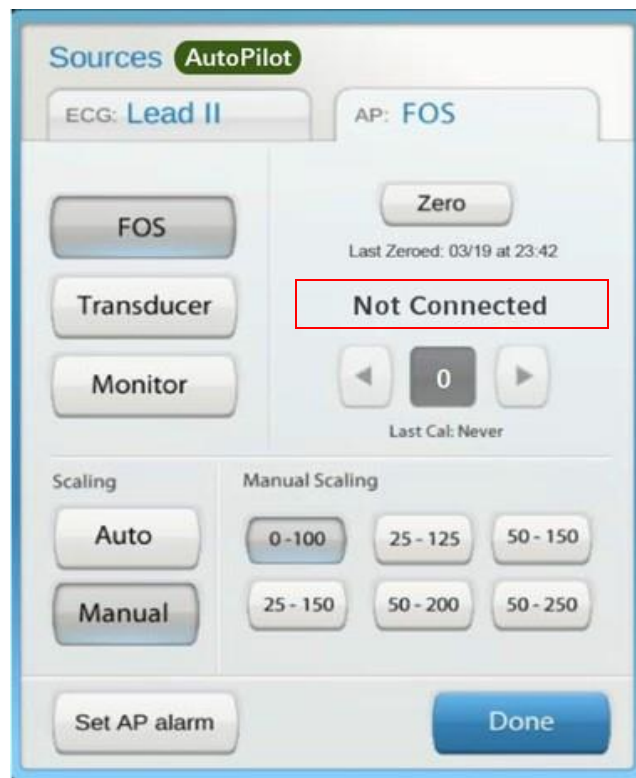 Sources AutoPilot
ECG: Lead II
AP: FOS
FOS
Zero
Last Zeroed: 03/19 at 23:42
Transducer
Not Connected
Monitor
0
Last Cal: Never
Scaling
Manual Scaling
Auto
0 -100
25 - 125
50 - 150
Manual
25 - 150
50 - 200
50 - 250
Set AP alarm
Done